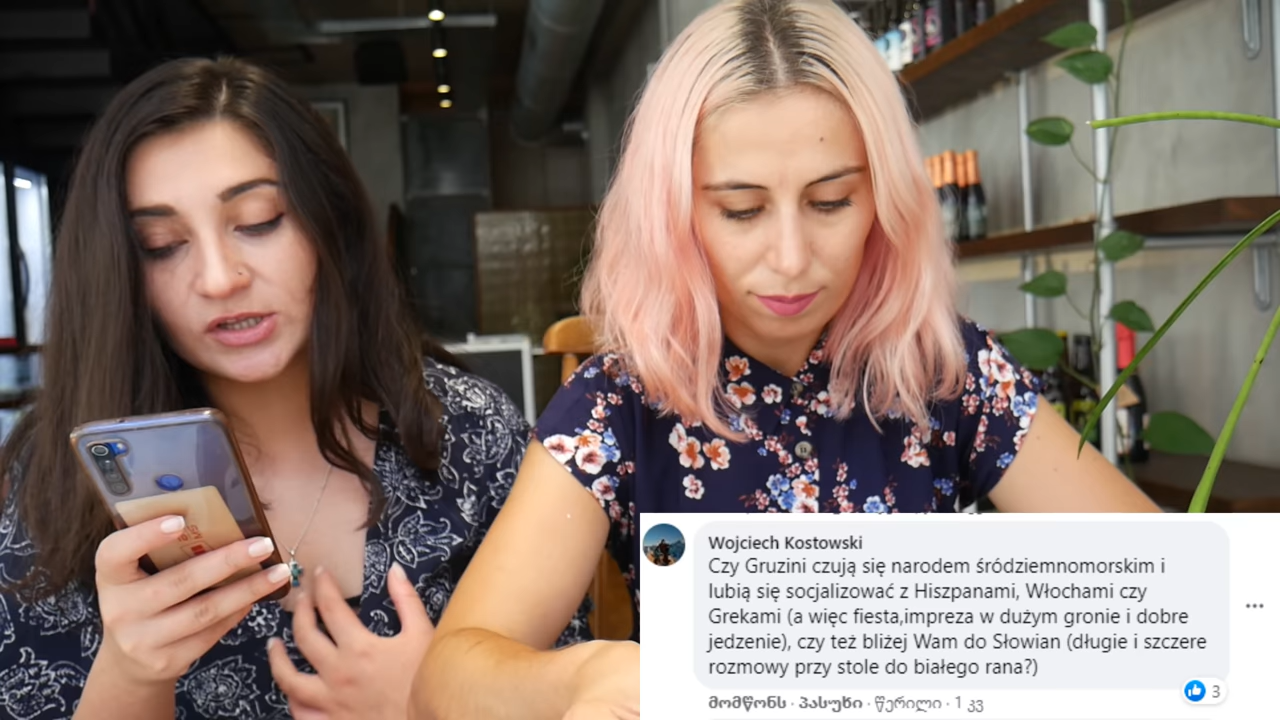 Wojciech Kostowski
Czy Gruzini czują się narodem śródziemnomorskim i
lubią się socjalizować z Hiszpanami, Włochami czy
Grekami (a więc fiesta,impreza w dużym gronie i dobre
jedzenie), czy też bliżej Wam do Słowian (długie i szczere
rozmowy przy stole do białego rana?)
3
მომწონს · პასუხი · წერილი · 1 კვ